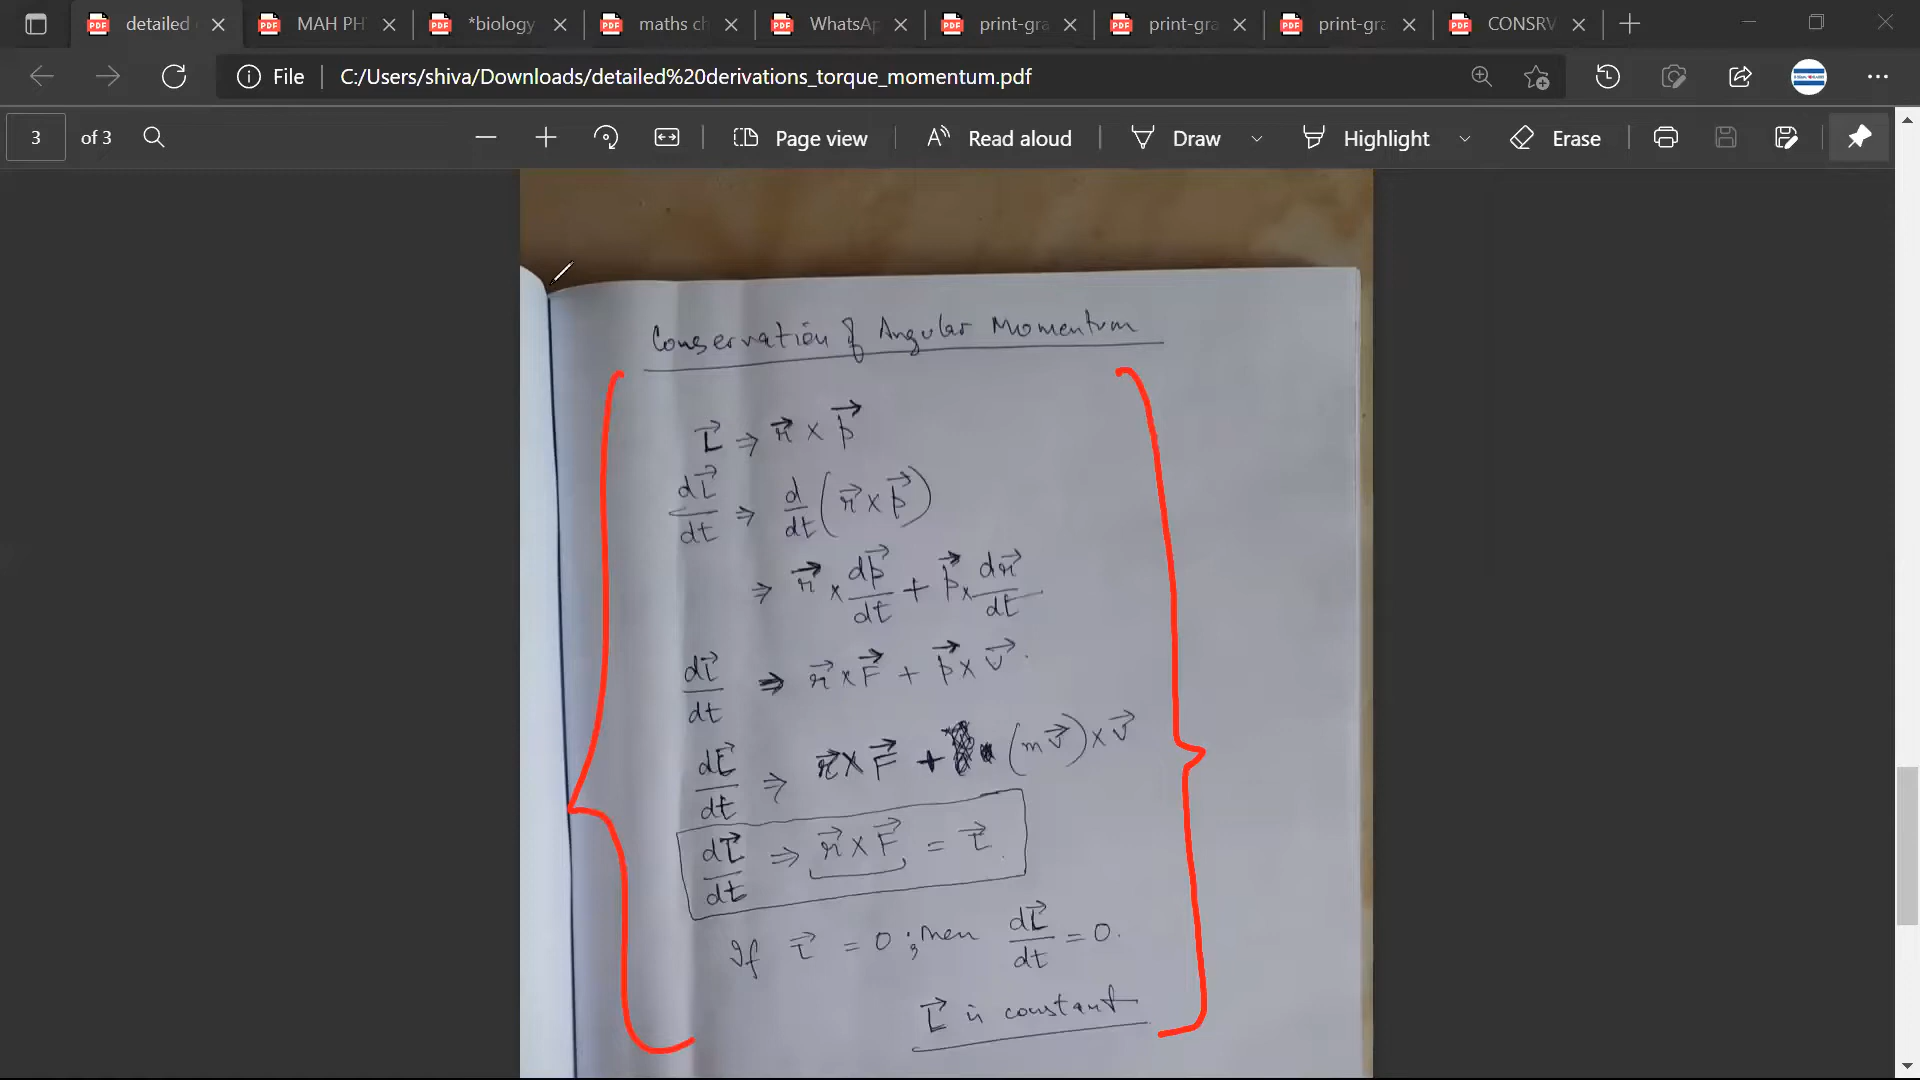 detailed
MAH PH
*biology
maths ch
WhatsAp
print-gra
print-gra
print-gra
CONSRV
File
C:/Users/shiva/Downloads/detailed%20derivations_torque_momentum.pdf
3 of 3
Page view
Read aloud
Draw
Highlight
Erase
Conservation of Angular Momentum
L⃗ ⇒ r⃗ × p⃗
dL⃗/dt ⇒ d/dt (r⃗ × p⃗)
⇒ r⃗ × dp⃗/dt + p⃗ × dr⃗/dt
dL⃗/dt ⇒ r⃗ × F⃗ + p⃗ × v⃗.
dL⃗/dt ⇒ r⃗ × F⃗ + (mv⃗) × v⃗
dL⃗/dt ⇒ r⃗ × F⃗ = τ⃗
If τ⃗ = 0 ; then dL⃗/dt = 0.
L⃗ is constant